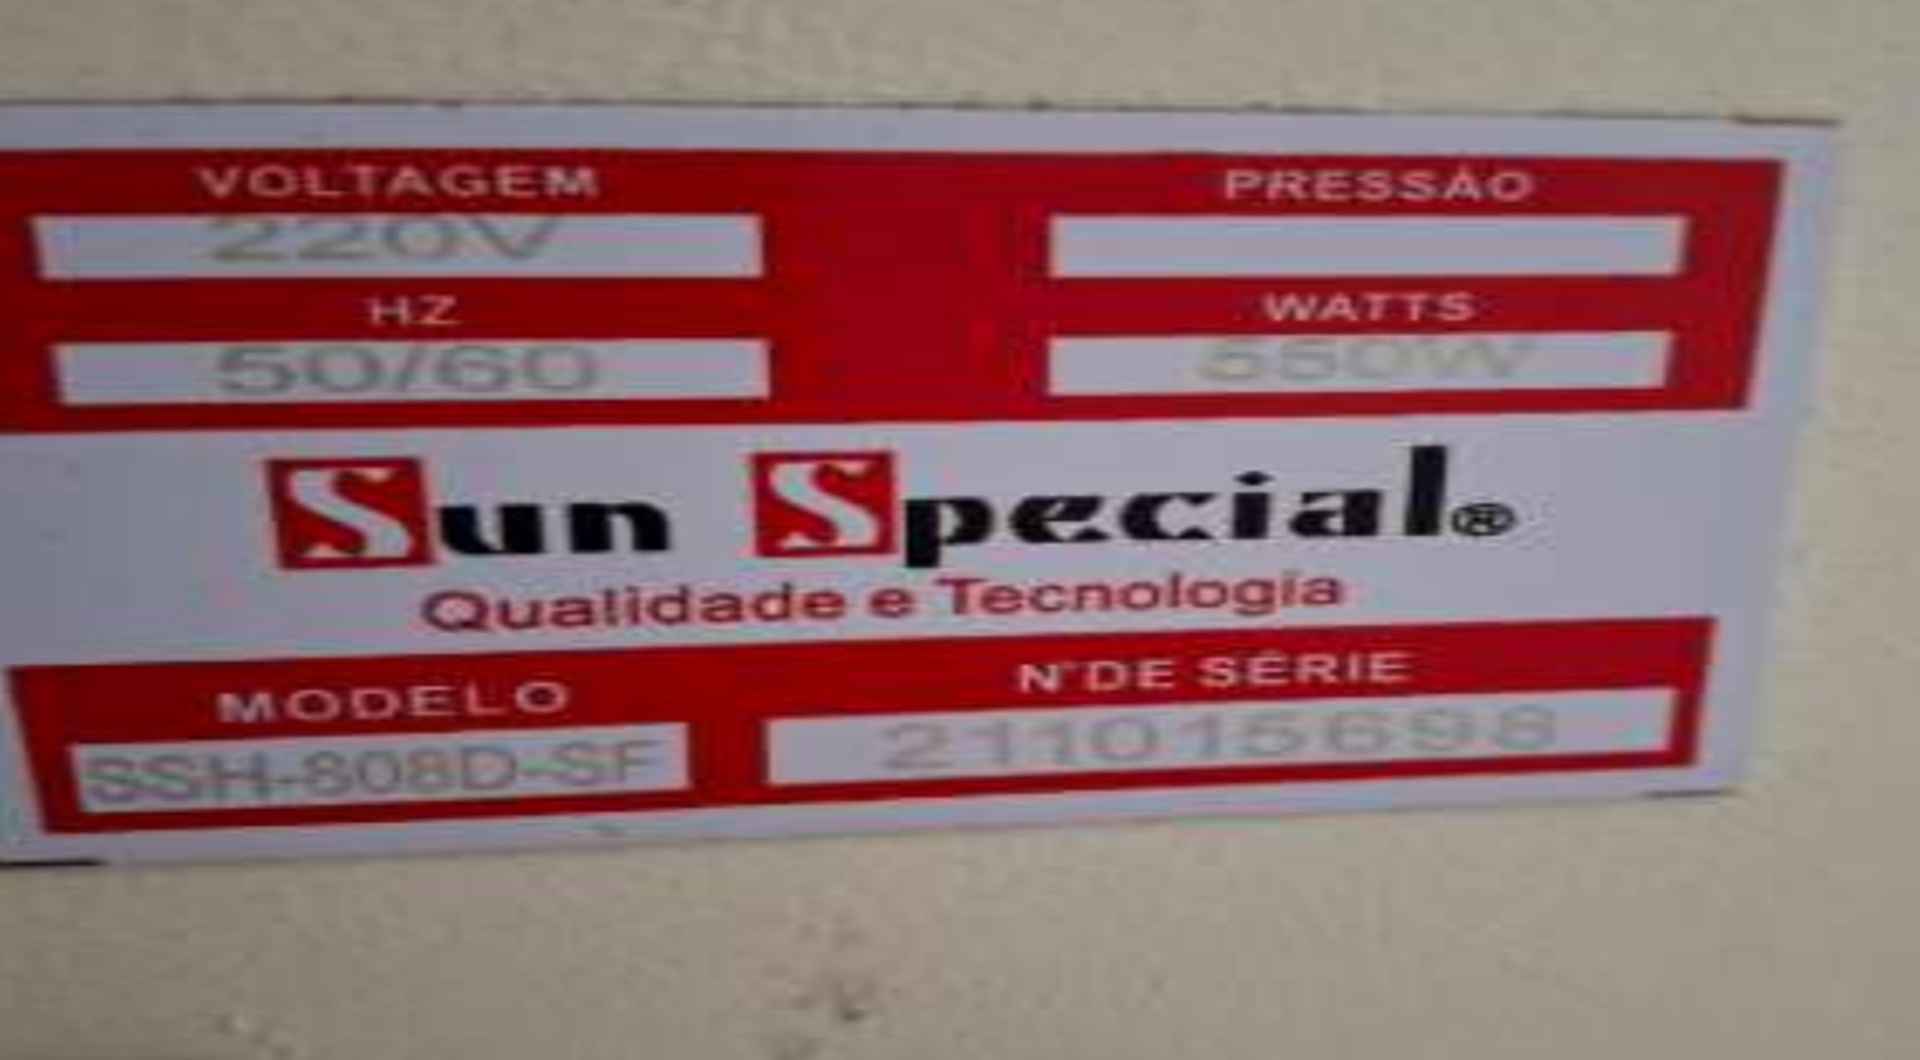 VOLTAGEM PRESSÃO
220V
HZ WATTS
50/60 550W
Sun Special®
Qualidade e Tecnologia
MODELO N°DE SÉRIE
SSH-808D-SF 211015698